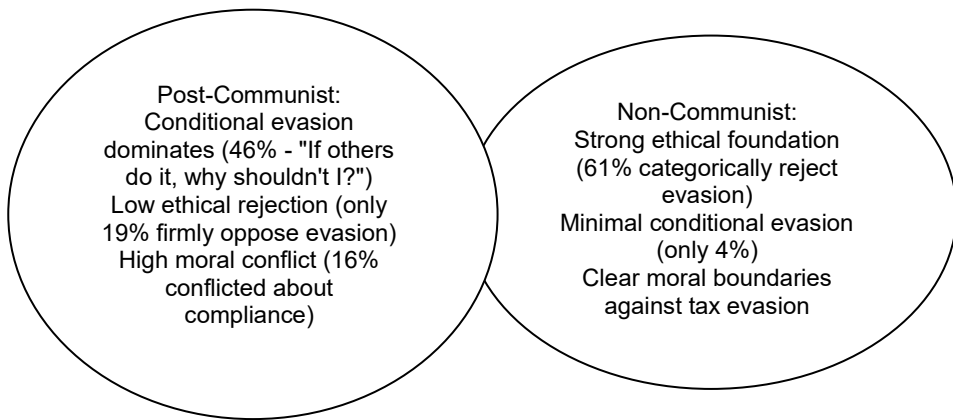 Post-Communist:
Conditional evasion
dominates (46% - "If others
do it, why shouldn't I?")
Low ethical rejection (only
19% firmly oppose evasion)
High moral conflict (16%
conflicted about
compliance)
Non-Communist:
Strong ethical foundation
(61% categorically reject
evasion)
Minimal conditional evasion
(only 4%)
Clear moral boundaries
against tax evasion